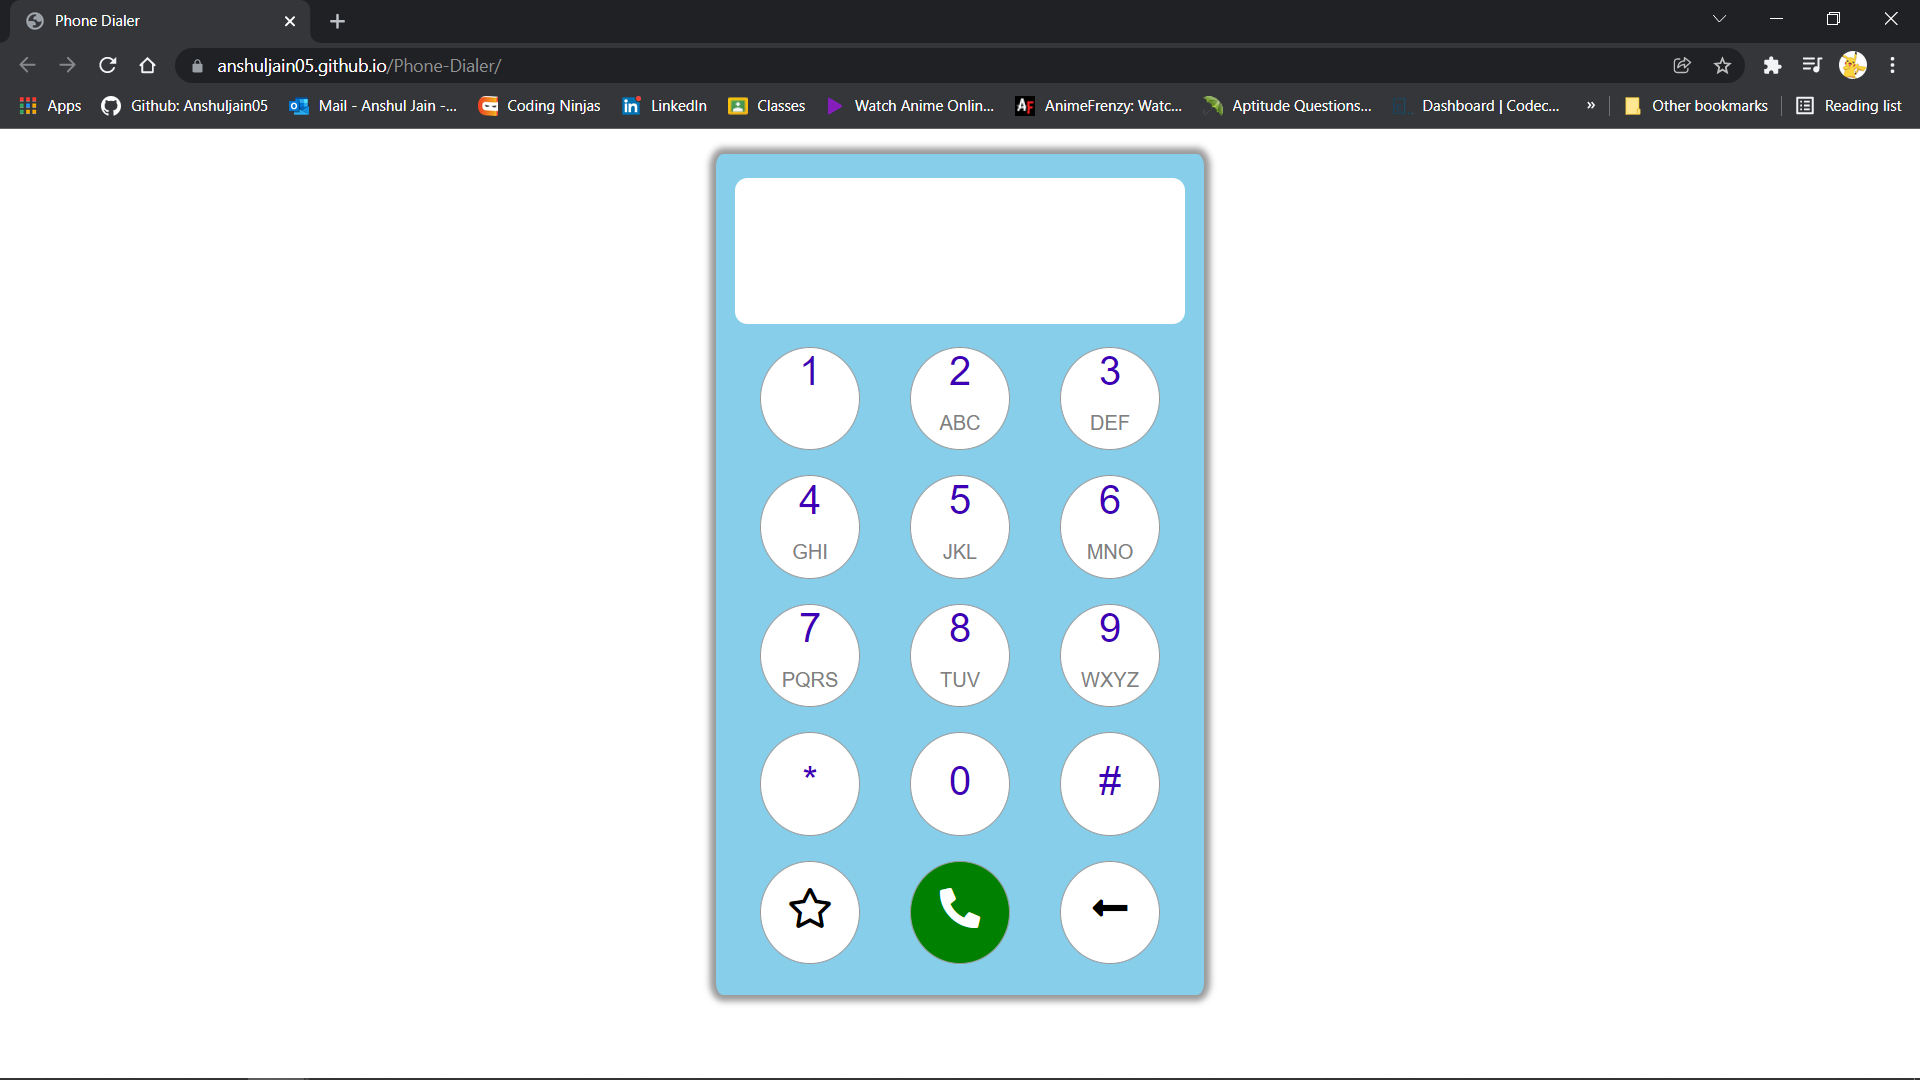 Phone Dialer
anshuljain05.github.io/Phone-Dialer/
Apps Github: Anshuljain05 Mail - Anshul Jain -... Coding Ninjas LinkedIn Classes Watch Anime Onlin... AnimeFrenzy: Watc... Aptitude Questions... Dashboard | Codec... » Other bookmarks Reading list
1 2 3
ABC DEF
4 5 6
GHI JKL MNO
7 8 9
PQRS TUV WXYZ
* 0 #